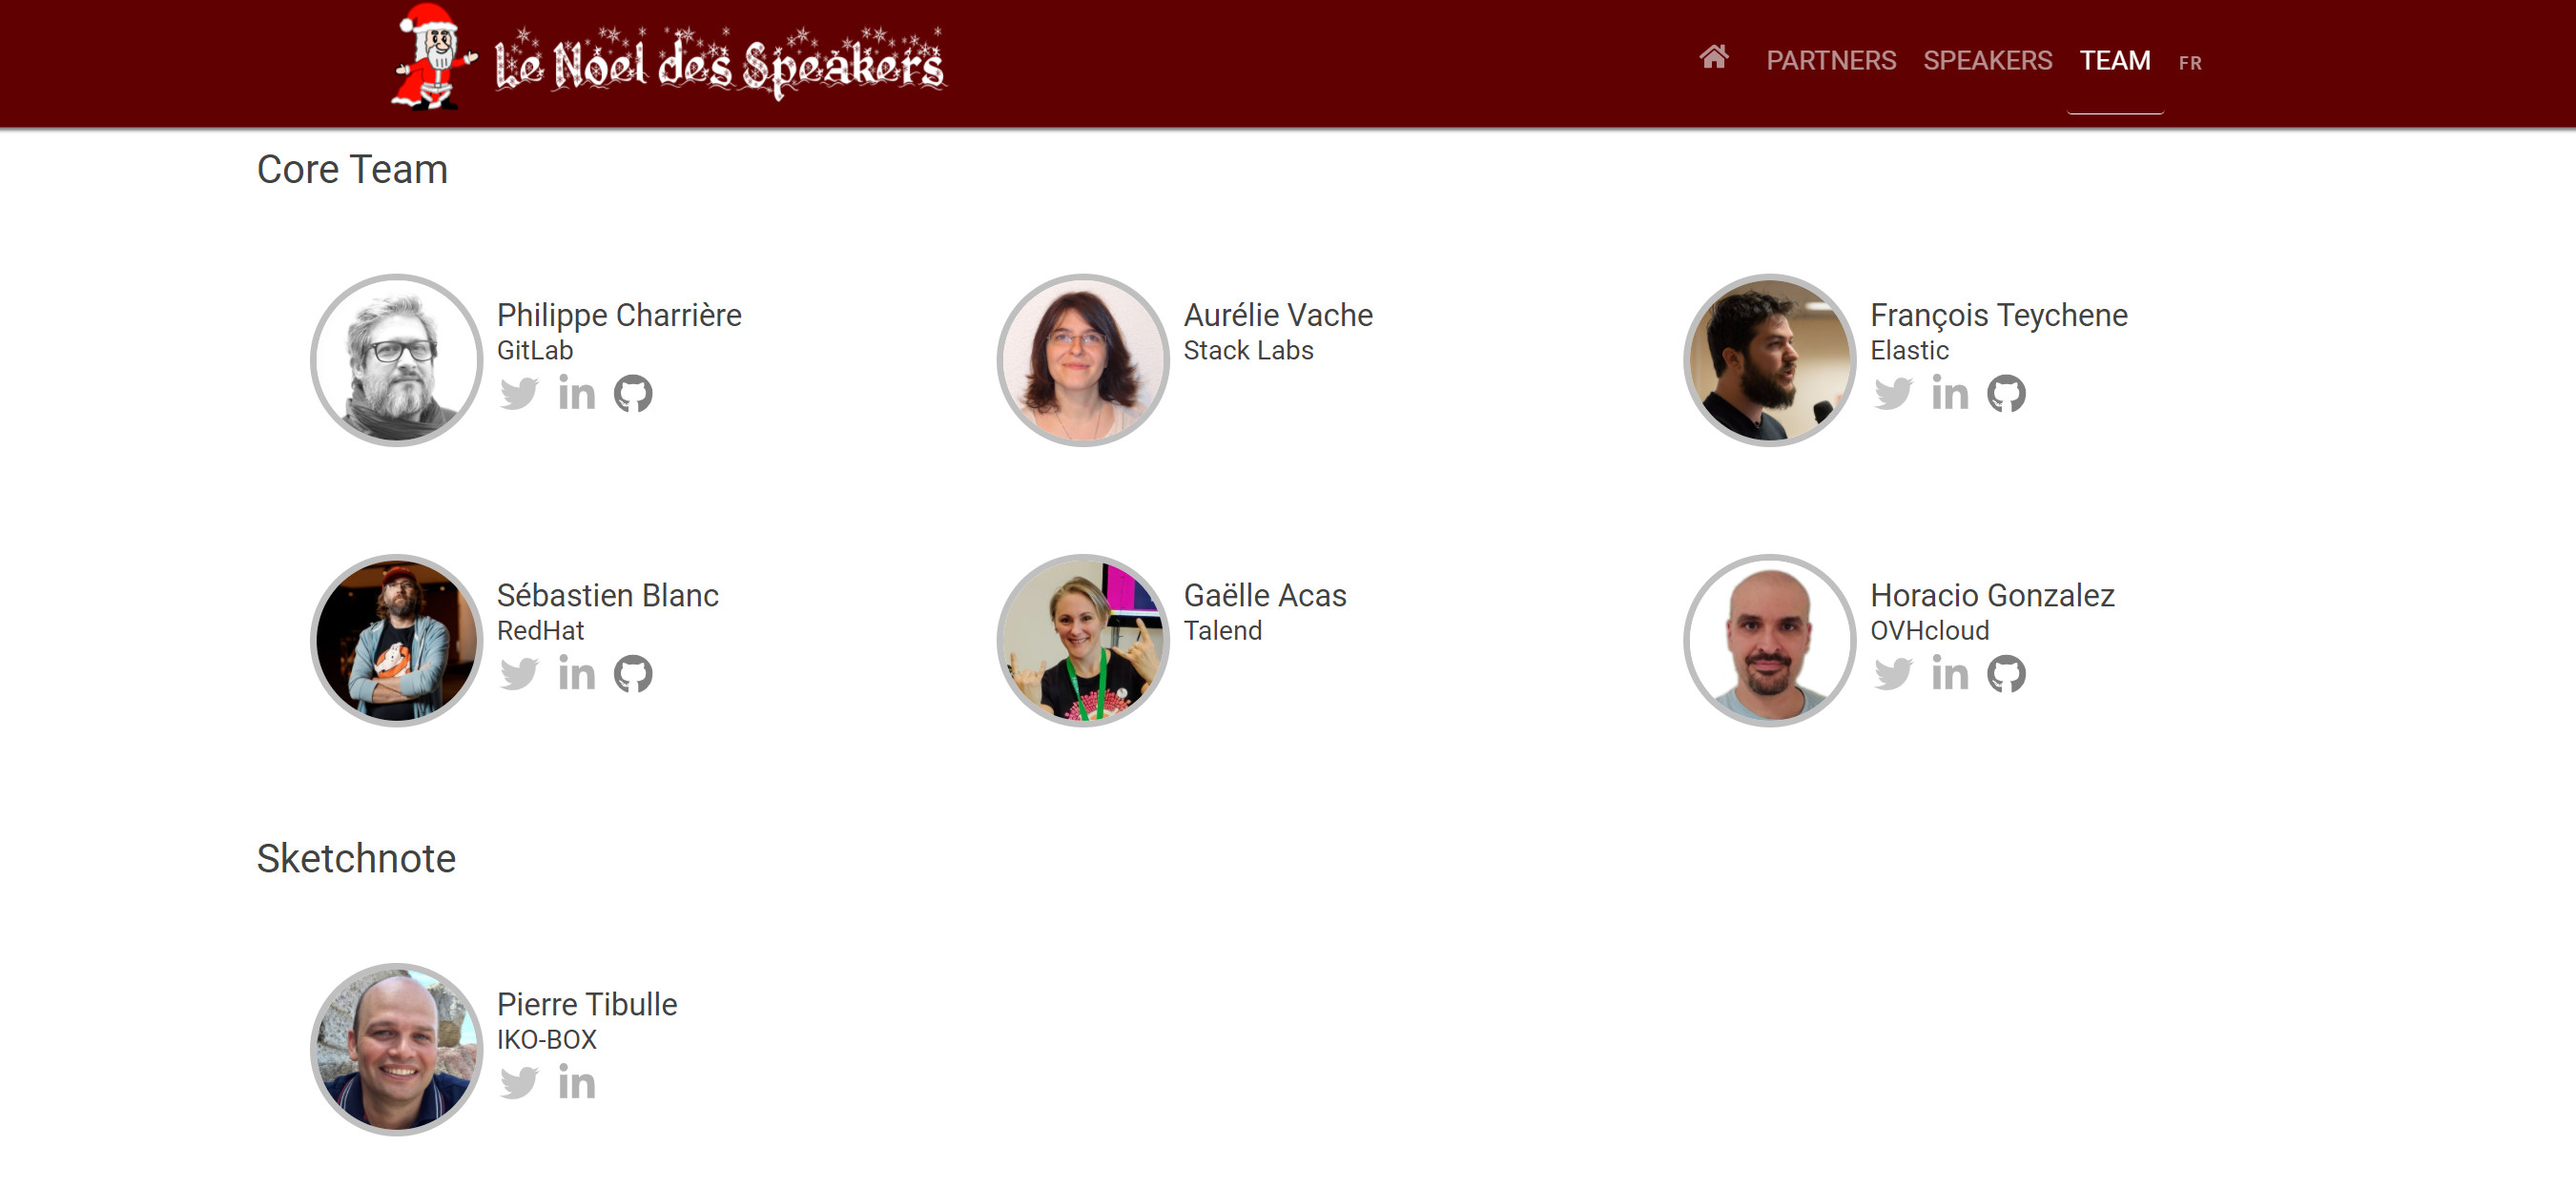 Le Noël des Speakers
PARTNERS SPEAKERS TEAM FR
Core Team
Philippe Charrière
GitLab
Aurélie Vache
Stack Labs
François Teychene
Elastic
Sébastien Blanc
RedHat
Gaëlle Acas
Talend
Horacio Gonzalez
OVHcloud
Sketchnote
Pierre Tibulle
IKO-BOX